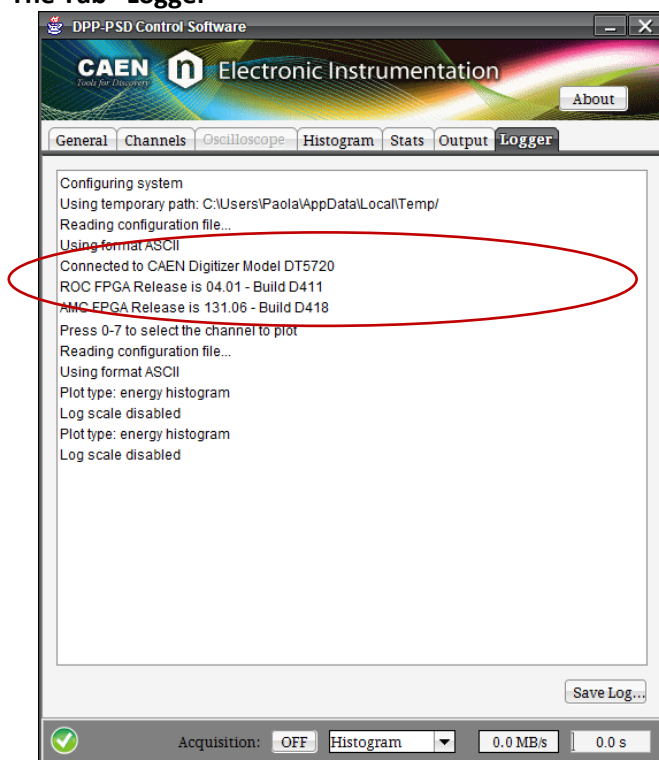 The Tab "Logger"
DPP-PSD Control Software
CAEN n Electronic Instrumentation
Tools for Discovery
About
General Channels Oscilloscope Histogram Stats Output Logger
Configuring system
Using temporary path: C:\Users\Paola\AppData\Local\Temp/
Reading configuration file...
Using format ASCII
Connected to CAEN Digitizer Model DT5720
ROC FPGA Release is 04.01 - Build D411
AMC FPGA Release is 131.06 - Build D418
Press 0-7 to select the channel to plot
Reading configuration file...
Using format ASCII
Plot type: energy histogram
Log scale disabled
Plot type: energy histogram
Log scale disabled
Save Log...
Acquisition: OFF Histogram 0.0 MB/s 0.0 s